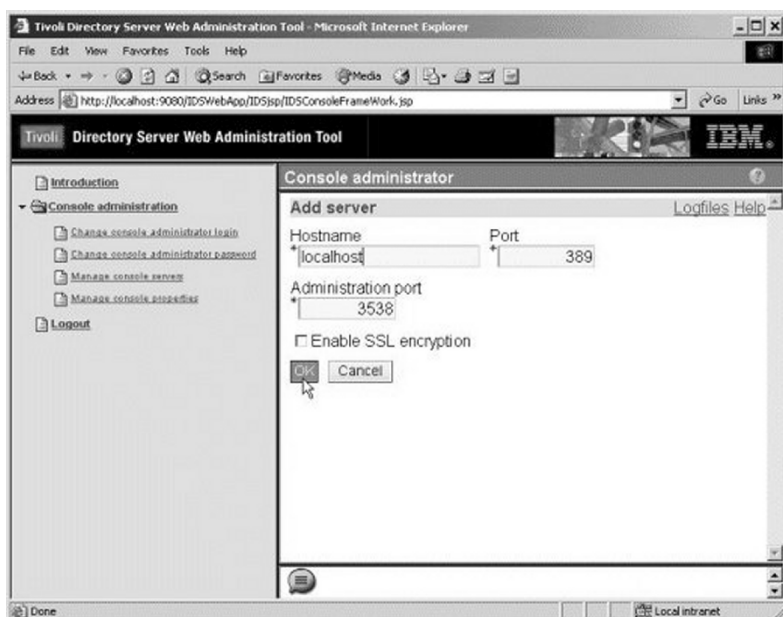 Tivoli Directory Server Web Administration Tool - Microsoft Internet Explorer
File Edit View Favorites Tools Help
Back Search Favorites Media
Address http://localhost:9080/IDSWebApp/IDSjsp/IDSConsoleFrameWork.jsp Go Links »
Tivoli Directory Server Web Administration Tool IBM.
Introduction
Console administration
Change console administrator login
Change console administrator password
Manage console servers
Manage console properties
Logout
Console administrator ?
Add server Logfiles Help
Hostname Port
*localhost *389
Administration port
*3538
Enable SSL encryption
OK Cancel
Done Local intranet